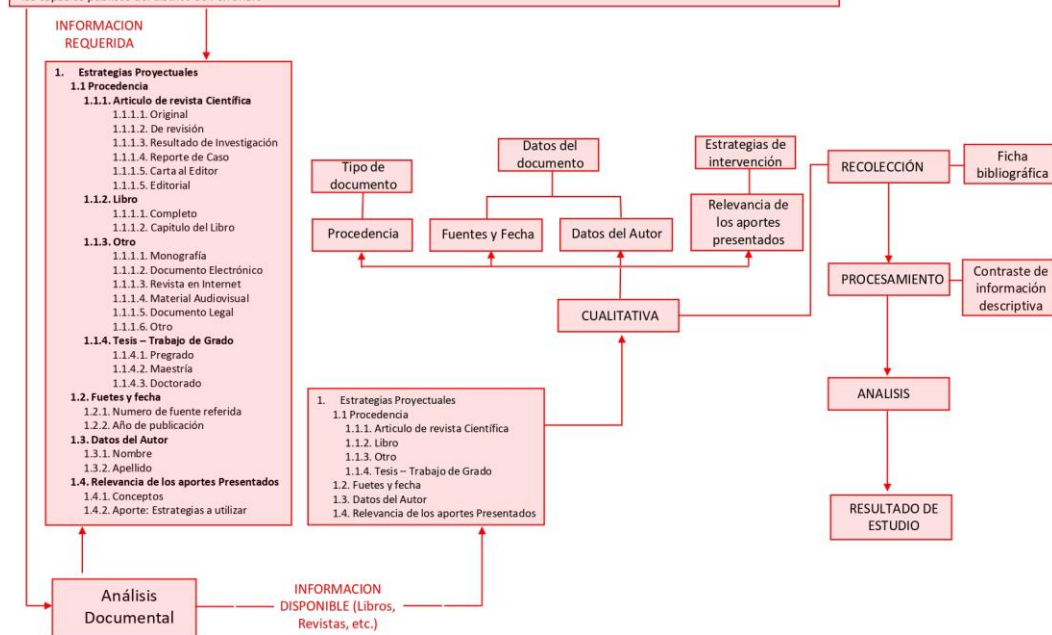 INFORMACION
REQUERIDA
1. Estrategias Proyectuales
1.1 Procedencia
1.1.1. Articulo de revista Científica
1.1.1.1. Original
1.1.1.2. De revisión
1.1.1.3. Resultado de Investigación
1.1.1.4. Reporte de Caso
1.1.1.5. Carta al Editor
1.1.1.5. Editorial
1.1.2. Libro
1.1.1.1. Completo
1.1.1.2. Capitulo del Libro
1.1.3. Otro
1.1.1.1. Monografía
1.1.1.2. Documento Electrónico
1.1.1.3. Revista en Internet
1.1.1.4. Material Audiovisual
1.1.1.5. Documento Legal
1.1.1.6. Otro
1.1.4. Tesis – Trabajo de Grado
1.1.4.1. Pregrado
1.1.4.2. Maestría
1.1.4.3. Doctorado
1.2. Fuetes y fecha
1.2.1. Numero de fuente referida
1.2.2. Año de publicación
1.3. Datos del Autor
1.3.1. Nombre
1.3.2. Apellido
1.4. Relevancia de los aportes Presentados
1.4.1. Conceptos
1.4.2. Aporte: Estrategias a utilizar
Análisis
Documental
INFORMACION
DISPONIBLE (Libros,
Revistas, etc.)
1. Estrategias Proyectuales
1.1 Procedencia
1.1.1. Articulo de revista Científica
1.1.2. Libro
1.1.3. Otro
1.1.4. Tesis – Trabajo de Grado
1.2. Fuetes y fecha
1.3. Datos del Autor
1.4. Relevancia de los aportes Presentados
Tipo de
documento
Procedencia
Datos del
documento
Fuentes y Fecha
Datos del Autor
Estrategias de
intervención
Relevancia de
los aportes
presentados
CUALITATIVA
RECOLECCIÓN
Ficha
bibliográfica
PROCESAMIENTO
Contraste de
información
descriptiva
ANALISIS
RESULTADO DE
ESTUDIO